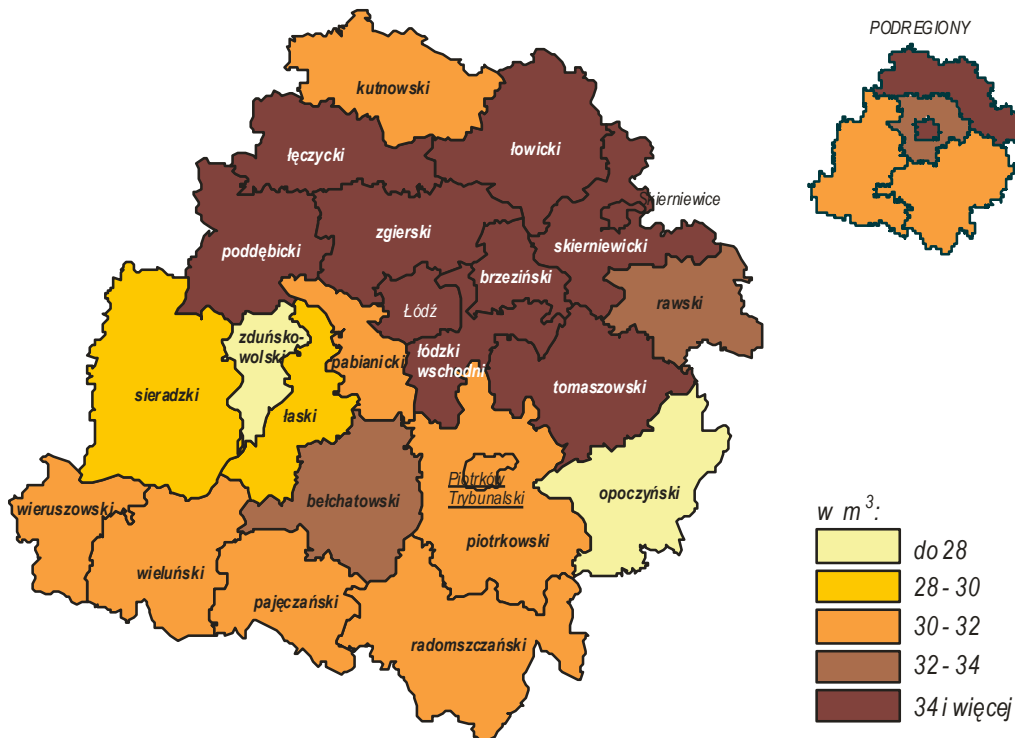 PODREGIONY
kutnowski
łęczycki
łowicki
Skierniewice
zgierski
skierniewicki
poddębicki
brzeziński
rawski
Łódź
zduńsko-
wolski
pabianicki
łódzki
wschodni
tomaszowski
sieradzki
łaski
Piotrków
Trybunalski
opoczyński
bełchatowski
wieruszowski
piotrkowski
wieluński
pajęczański
radomszczański
w m³:
do 28
28 - 30
30 - 32
32 - 34
34 i więcej